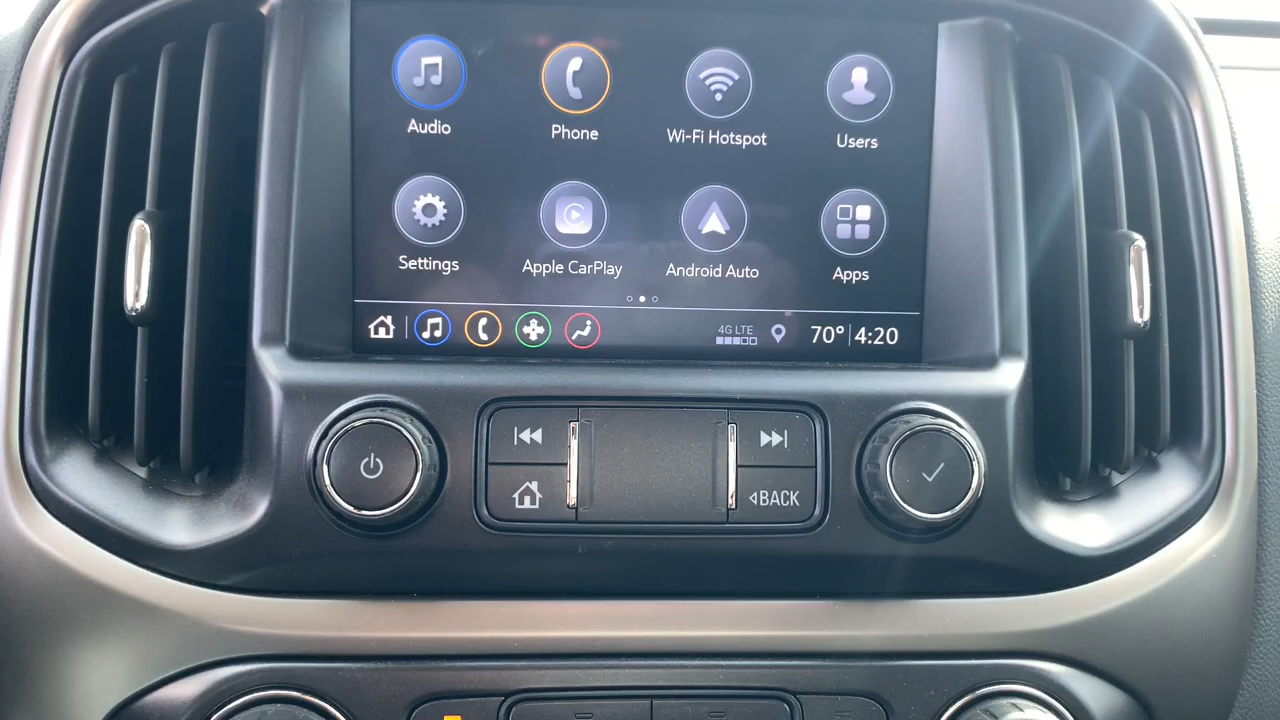 Audio
Phone
Wi-Fi Hotspot
Users
Settings
Apple CarPlay
Android Auto
Apps
4G LTE
70° 4:20
BACK